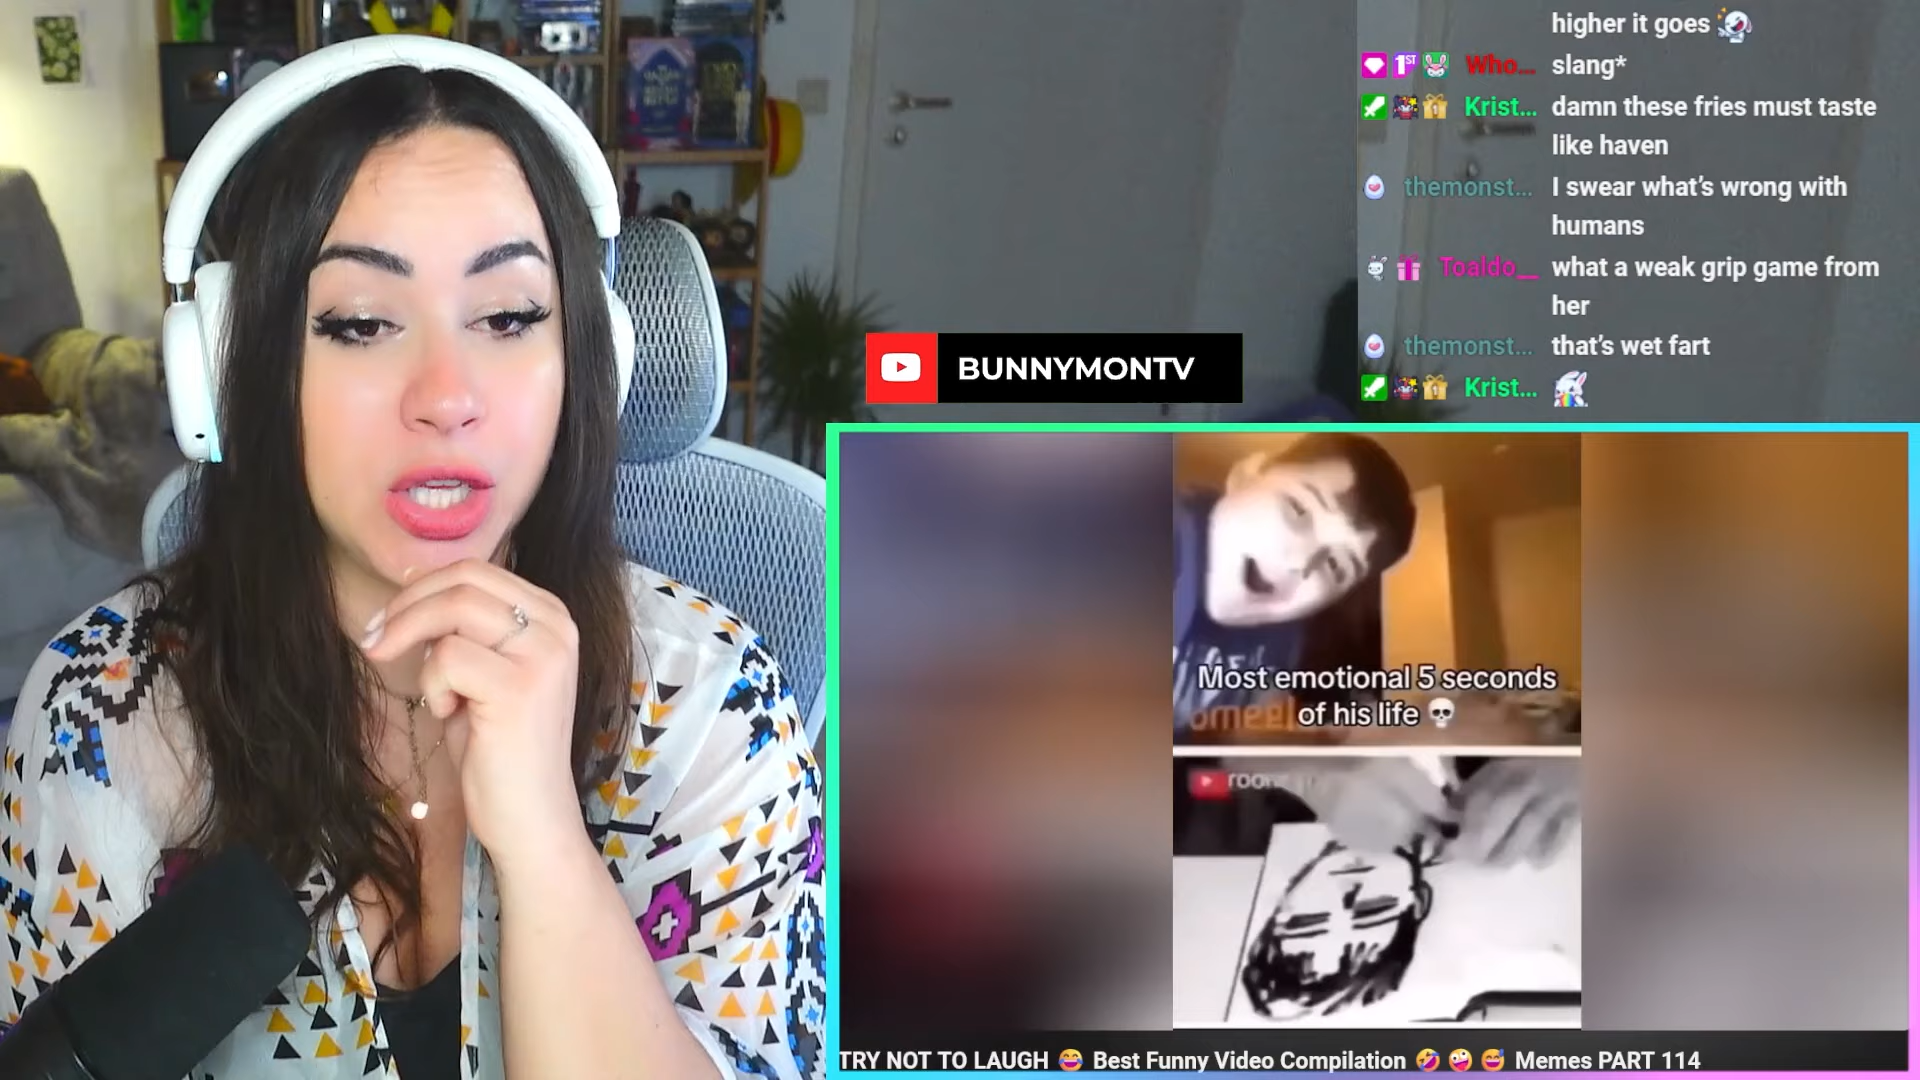 higher it goes
1ST Who... slang*
Krist... damn these fries must taste
like haven
themonst... I swear what's wrong with
humans
Toaldo__ what a weak grip game from
her
themonst... that's wet fart
Krist...
BUNNYMONTV
Most emotional 5 seconds
of his life
TRY NOT TO LAUGH 😂 Best Funny Video Compilation 🤣 🤪 😅 Memes PART 114